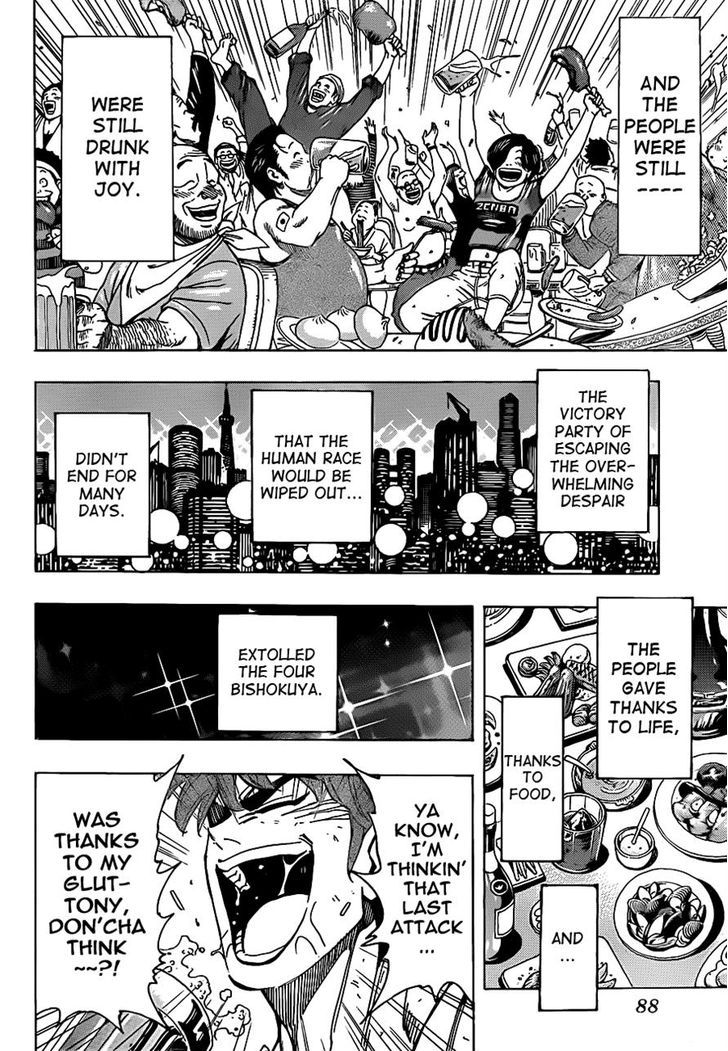 AND
THE
PEOPLE
WERE
STILL
----
WERE
STILL
DRUNK
WITH
JOY.
ZENBN
THE
VICTORY
PARTY OF
ESCAPING
THE OVER-
WHELMING
DESPAIR
THAT THE
HUMAN RACE
WOULD BE
WIPED OUT...
DIDN'T
END FOR
MANY
DAYS.
THE
PEOPLE
GAVE
THANKS
TO LIFE,
THANKS
TO
FOOD,
AND
...
EXTOLLED
THE FOUR
BISHOKUYA.
YA
KNOW,
I'M
THINKIN'
THAT
LAST
ATTACK
...
WAS
THANKS
TO MY
GLUT-
TONY,
DON'CHA
THINK
~~?!
88